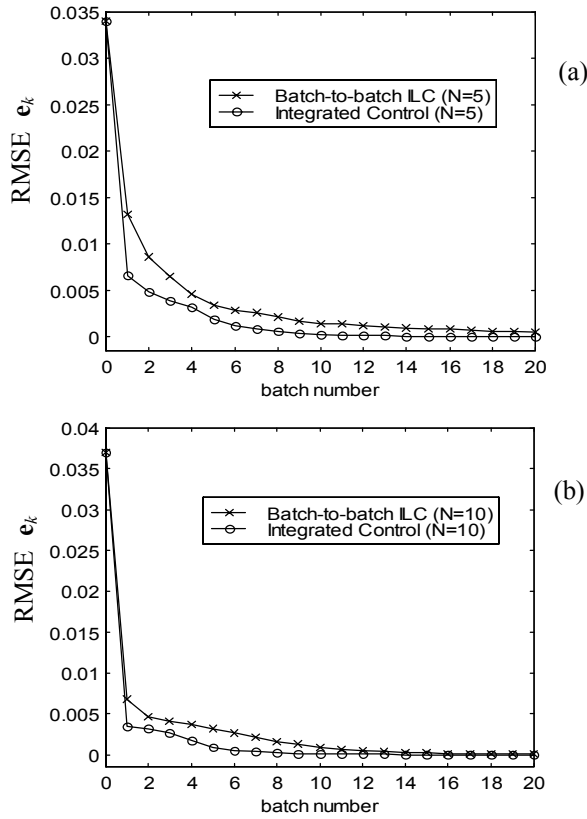 0.035
0.03
0.025
0.02
0.015
0.01
0.005
0
RMSE e_k
(a)
Batch-to-batch ILC (N=5)
Integrated Control (N=5)
0 2 4 6 8 10 12 14 16 18 20
batch number
0.04
0.035
0.03
0.025
0.02
0.015
0.01
0.005
0
RMSE e_k
(b)
Batch-to-batch ILC (N=10)
Integrated Control (N=10)
0 2 4 6 8 10 12 14 16 18 20
batch number